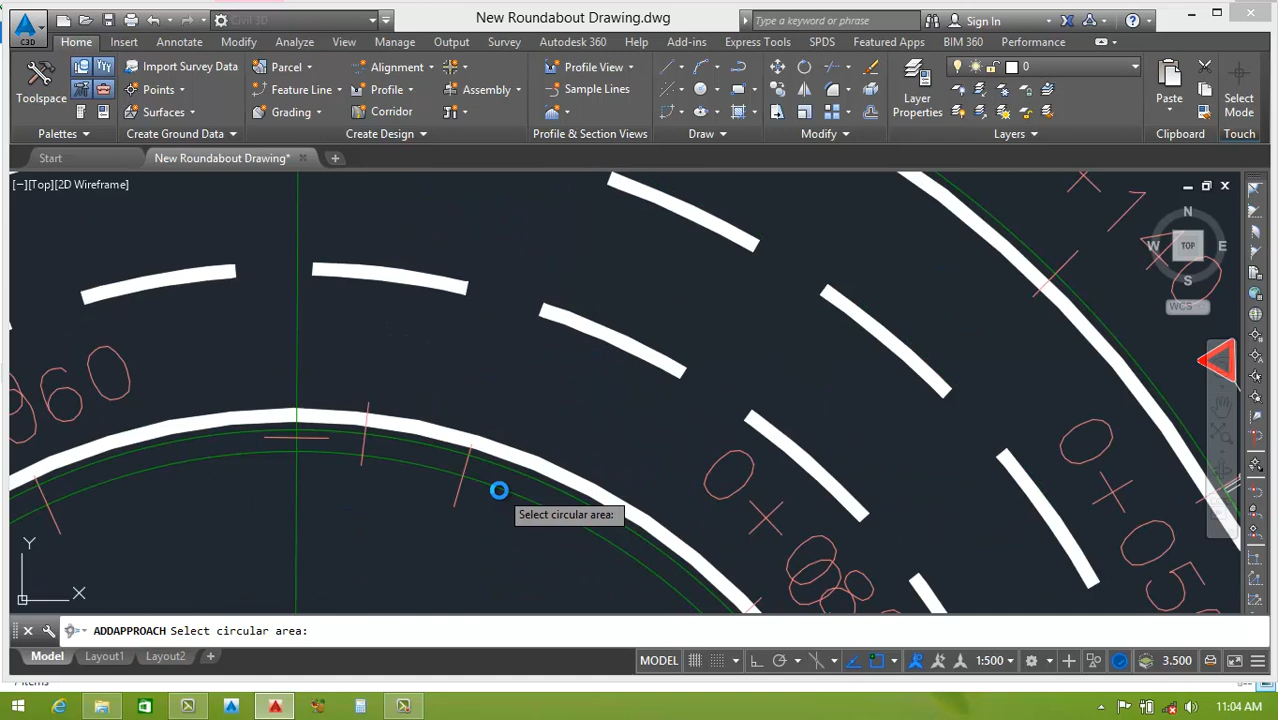 Civil 3D
New Roundabout Drawing.dwg
Type a keyword or phrase
Sign In
C3D
Home Insert Annotate Modify Analyze View Manage Output Survey Autodesk 360 Help Add-ins Express Tools SPDS Featured Apps BIM 360 Performance
Toolspace
Import Survey Data
Points
Surfaces
Parcel
Feature Line
Grading
Alignment
Profile
Corridor
Assembly
Profile View
Sample Lines
Layer
Properties
0
Paste
Select
Mode
Palettes
Create Ground Data
Create Design
Profile & Section Views
Draw
Modify
Layers
Clipboard
Touch
Start
New Roundabout Drawing*
[−][Top][2D Wireframe]
N
W TOP E
S
WCS
Select circular area:
Y
X
ADDAPPROACH Select circular area:
Model Layout1 Layout2
MODEL
1:500
3.500
11:04 AM